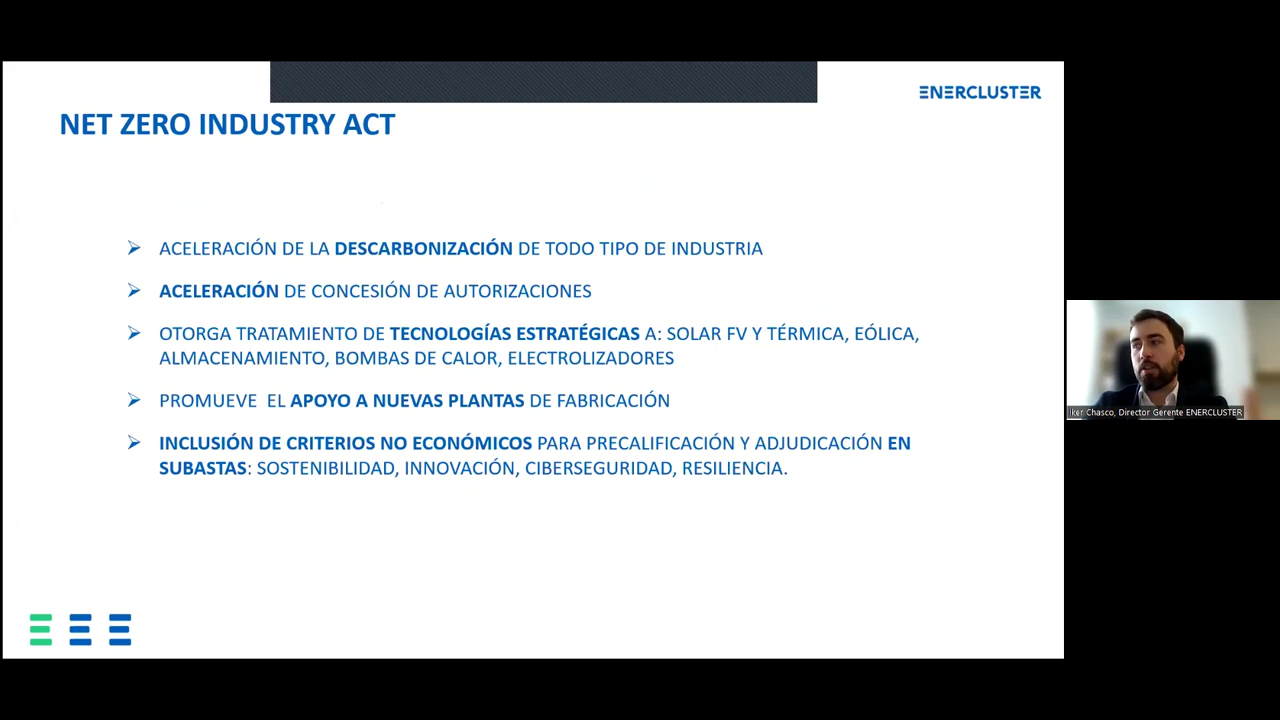 ENERCLUSTER
NET ZERO INDUSTRY ACT
ACELERACIÓN DE LA DESCARBONIZACIÓN DE TODO TIPO DE INDUSTRIA
ACELERACIÓN DE CONCESIÓN DE AUTORIZACIONES
OTORGA TRATAMIENTO DE TECNOLOGÍAS ESTRATÉGICAS A: SOLAR FV Y TÉRMICA, EÓLICA,
ALMACENAMIENTO, BOMBAS DE CALOR, ELECTROLIZADORES
PROMUEVE EL APOYO A NUEVAS PLANTAS DE FABRICACIÓN
INCLUSIÓN DE CRITERIOS NO ECONÓMICOS PARA PRECALIFICACIÓN Y ADJUDICACIÓN EN
SUBASTAS: SOSTENIBILIDAD, INNOVACIÓN, CIBERSEGURIDAD, RESILIENCIA.
Iker Chasco, Director Gerente ENERCLUSTER